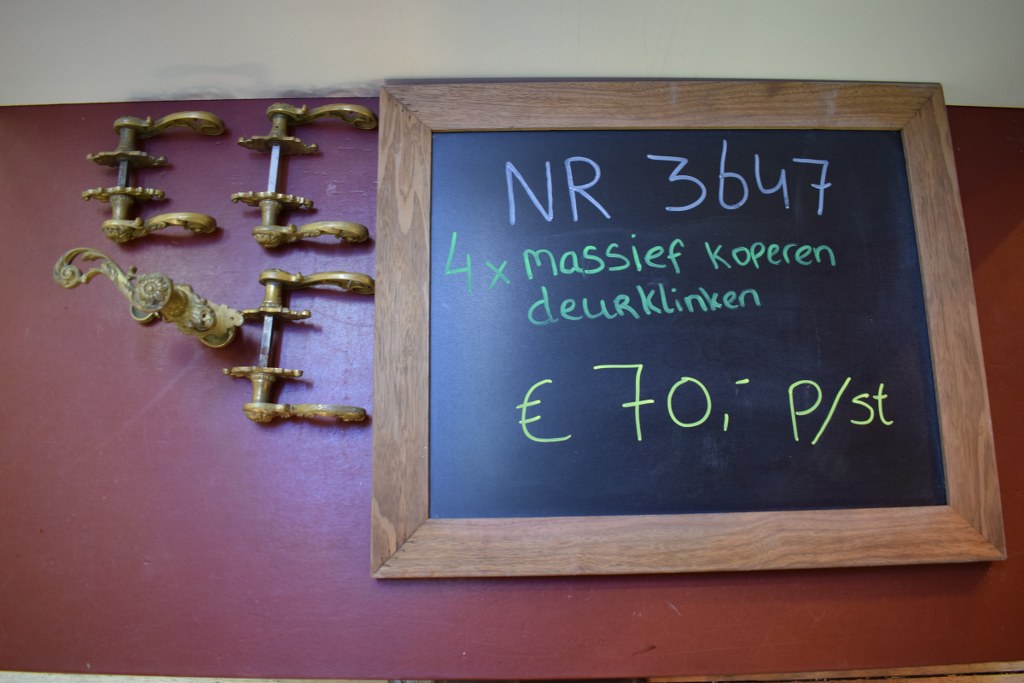 NR 3647
4x massief koperen
deurklinken
€ 70,- p/st